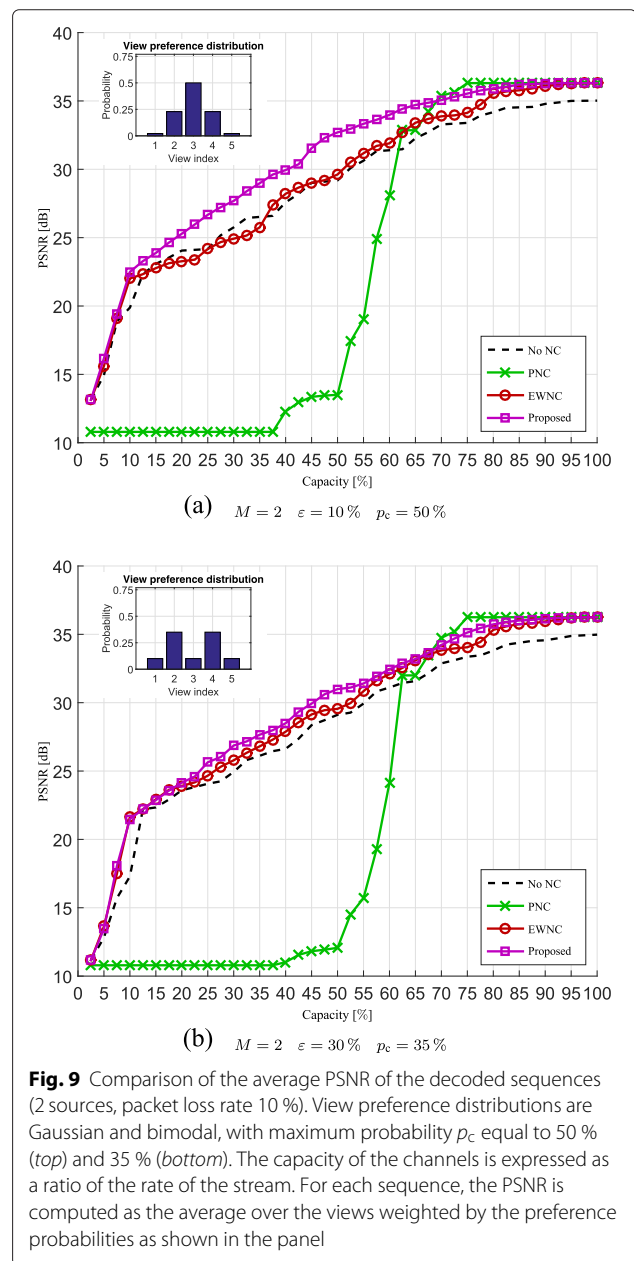 View preference distribution
0.75
0.5
0.25
0
Probability
1 2 3 4 5
View index
40
35
30
25
20
15
10
PSNR [dB]
No NC
PNC
EWNC
Proposed
0 5 10 15 20 25 30 35 40 45 50 55 60 65 70 75 80 85 90 95 100
Capacity [%]
(a) M = 2 ε = 10 % p_c = 50 %
View preference distribution
0.75
0.5
0.25
0
Probability
1 2 3 4 5
View index
40
35
30
25
20
15
10
PSNR [dB]
No NC
PNC
EWNC
Proposed
0 5 10 15 20 25 30 35 40 45 50 55 60 65 70 75 80 85 90 95 100
Capacity [%]
(b) M = 2 ε = 30 % p_c = 35 %
Fig. 9 Comparison of the average PSNR of the decoded sequences
(2 sources, packet loss rate 10 %). View preference distributions are
Gaussian and bimodal, with maximum probability p_c equal to 50 %
(top) and 35 % (bottom). The capacity of the channels is expressed as
a ratio of the rate of the stream. For each sequence, the PSNR is
computed as the average over the views weighted by the preference
probabilities as shown in the panel